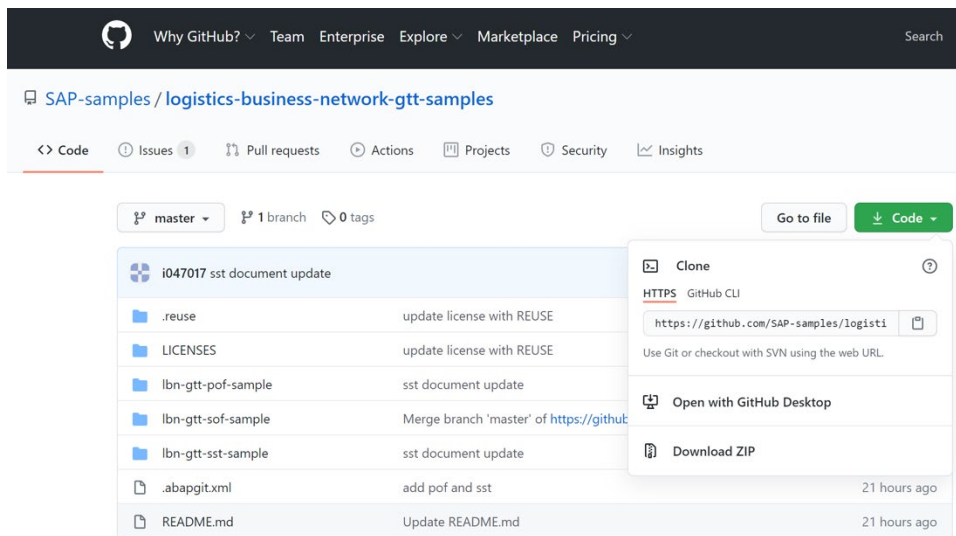 Why GitHub? Team Enterprise Explore Marketplace Pricing Search
SAP-samples / logistics-business-network-gtt-samples
<> Code Issues 1 Pull requests Actions Projects Security Insights
master 1 branch 0 tags Go to file Code
i047017 sst document update
Clone
HTTPS GitHub CLI
https://github.com/SAP-samples/logisti
Use Git or checkout with SVN using the web URL.
Open with GitHub Desktop
Download ZIP
.reuse update license with REUSE
LICENSES update license with REUSE
lbn-gtt-pof-sample sst document update
lbn-gtt-sof-sample Merge branch 'master' of https://github
lbn-gtt-sst-sample sst document update
.abapgit.xml add pof and sst 21 hours ago
README.md Update README.md 21 hours ago